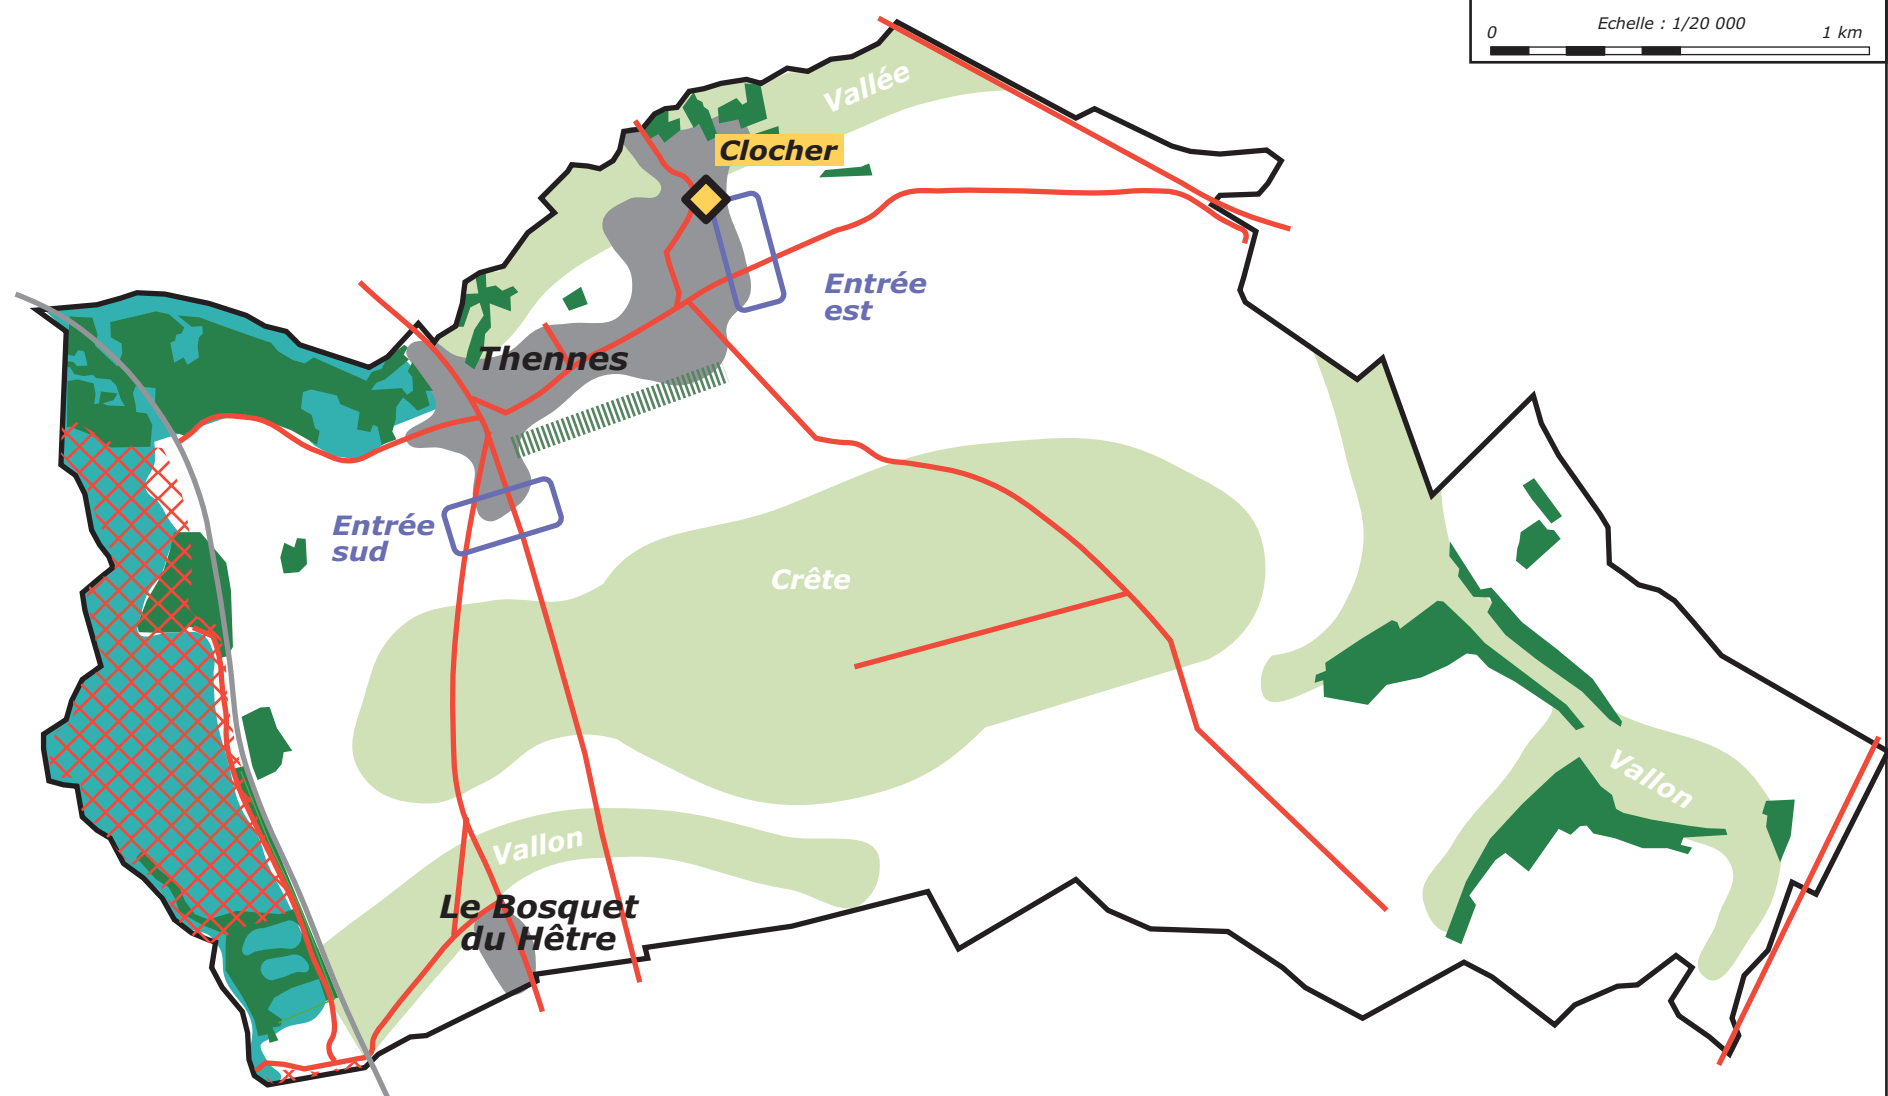 Echelle : 1/20 000
0
1 km
Vallée
Clocher
Entrée
est
Thennes
Entrée
sud
Crête
Vallon
Vallon
Le Bosquet
du Hêtre